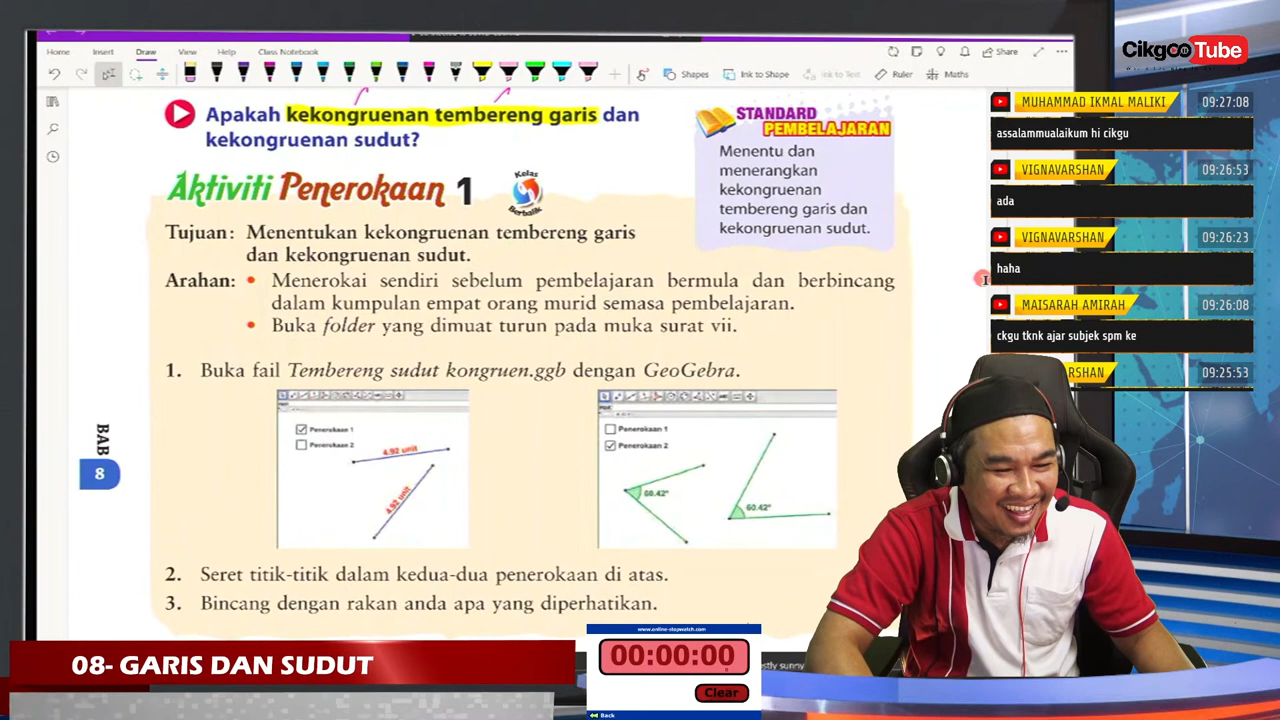 Home Insert Draw View Help Class Notebook
Share
Shapes Ink to Shape Ink to Text Ruler Maths
Apakah kekongruenan tembereng garis dan
kekongruenan sudut?
STANDARD
PEMBELAJARAN
Menentu dan
menerangkan
kekongruenan
tembereng garis dan
kekongruenan sudut.
Aktiviti Penerokaan 1
Kelas
Berbalik
Tujuan: Menentukan kekongruenan tembereng garis
dan kekongruenan sudut.
Arahan: • Menerokai sendiri sebelum pembelajaran bermula dan berbincang
dalam kumpulan empat orang murid semasa pembelajaran.
• Buka folder yang dimuat turun pada muka surat vii.
1. Buka fail Tembereng sudut kongruen.ggb dengan GeoGebra.
Penerokaan 1
Penerokaan 2
4.92 unit
4.92 unit
Penerokaan 1
Penerokaan 2
60.42°
60.42°
BAB
8
2. Seret titik-titik dalam kedua-dua penerokaan di atas.
3. Bincang dengan rakan anda apa yang diperhatikan.
CikgooTube
MUHAMMAD IKMAL MALIKI 09:27:08
assalammualaikum hi cikgu
VIGNAVARSHAN 09:26:53
ada
VIGNAVARSHAN 09:26:23
haha
MAISARAH AMIRAH 09:26:08
ckgu tknk ajar subjek spm ke
RSHAN 09:25:53
08- GARIS DAN SUDUT
www.online-stopwatch.com
00:00:00
Clear
Back
stly sunny